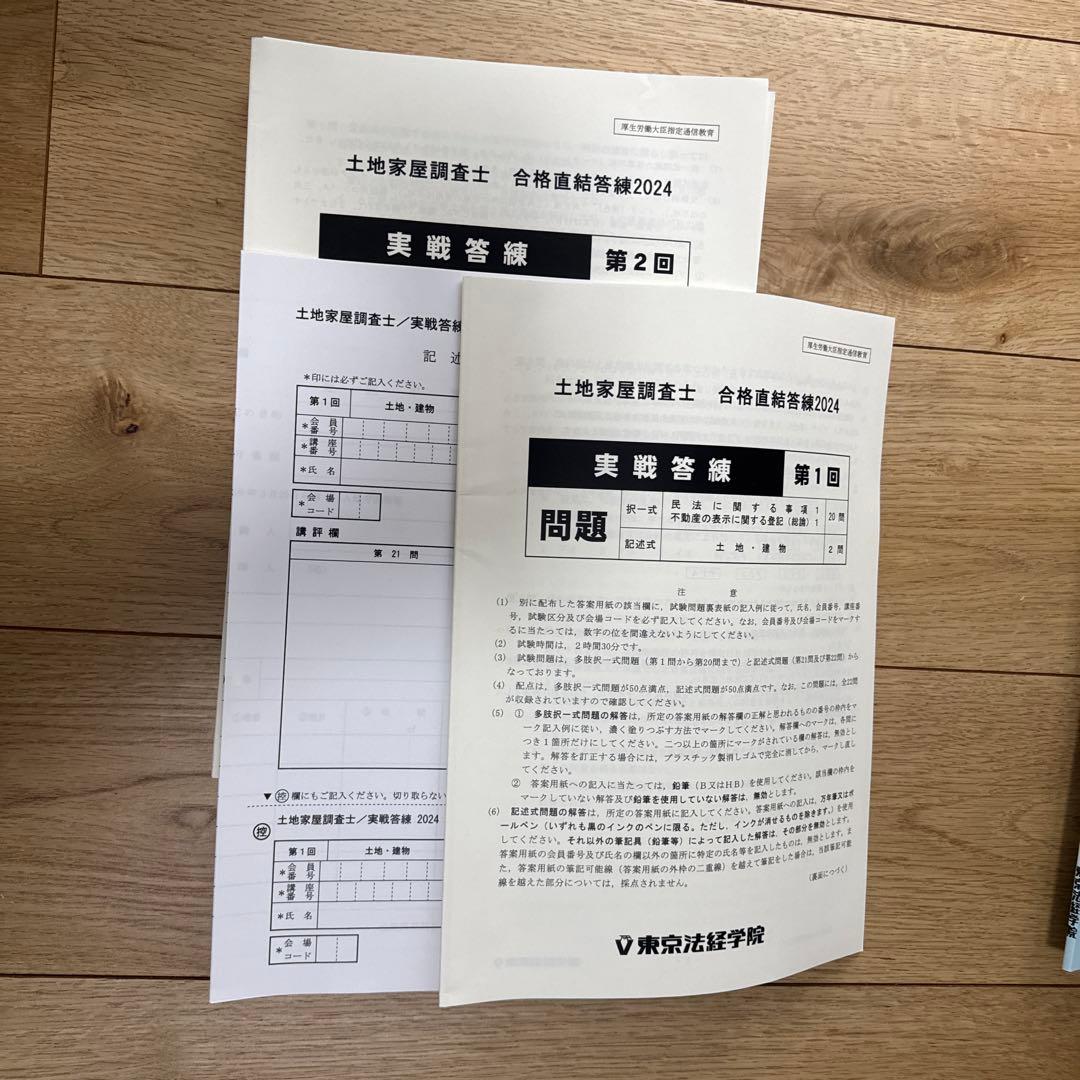 厚生労働大臣指定通信教育
土地家屋調査士 合格直結答練2024
実戦答練 第2回
土地家屋調査士／実戦答練
記述
＊印には必ずご記入ください。
第1回 土地・建物
＊会員番号
＊講座番号
＊氏名
＊会場コード
講評欄
第 21 問
▼㊢欄にもご記入ください。切り取らない
土地家屋調査士／実戦答練 2024
控
第1回 土地・建物
＊会員番号
＊講座番号
＊氏名
＊会場コード
厚生労働大臣指定通信教育
土地家屋調査士 合格直結答練2024
実戦答練 第1回
問題
択一式 民法に関する事項1 20問
不動産の表示に関する登記（総論）1
記述式 土地・建物 2問
注 意
(1) 別に配布した答案用紙の該当欄に，試験問題裏表紙の記入例に従って，氏名，会員番号，講座番
号，試験区分及び会場コードを必ず記入してください。なお，会員番号及び会場コードをマークす
るに当たっては，数字の位を間違えないようにしてください。
(2) 試験時間は，2時間30分です。
(3) 試験問題は，多肢択一式問題（第1問から第20問まで）と記述式問題（第21問及び第22問）から
なっております。
(4) 配点は，多肢択一式問題が50点満点，記述式問題が50点満点です。なお，この問題には，全22問
が収録されていますので確認してください。
(5) ① 多肢択一式問題の解答は，所定の答案用紙の解答欄の正解と思われるものの番号の枠内をマ
ーク記入例に従い，濃く塗りつぶす方法でマークしてください。解答欄へのマークは，各問に
つき1箇所だけにしてください。二つ以上の箇所にマークがされている欄の解答は，無効とし
ます。解答を訂正する場合には，プラスチック製消しゴムで完全に消してから，マークし直し
てください。
② 答案用紙への記入に当たっては，鉛筆（B又はHB）を使用してください。該当欄の枠内を
マークしていない解答及び鉛筆を使用していない解答は，無効とします。
(6) 記述式問題の解答は，所定の答案用紙に記入してください。答案用紙への記入は，万年筆又はボ
ールペン（いずれも黒のインクのペンに限る。ただし，インクが消せるものを除きます。）を使用
してください。それ以外の筆記具（鉛筆等）によって記入した解答は，その部分を無効とします。
答案用紙の会員番号及び氏名の欄以外の箇所に特定の氏名等を記入したものは，無効とします。ま
た，答案用紙の筆記可能線（答案用紙の外枠の二重線）を越えて筆記をした場合は，当該筆記可能
線を越えた部分については，採点されません。
（裏面につづく）
東京法経学院